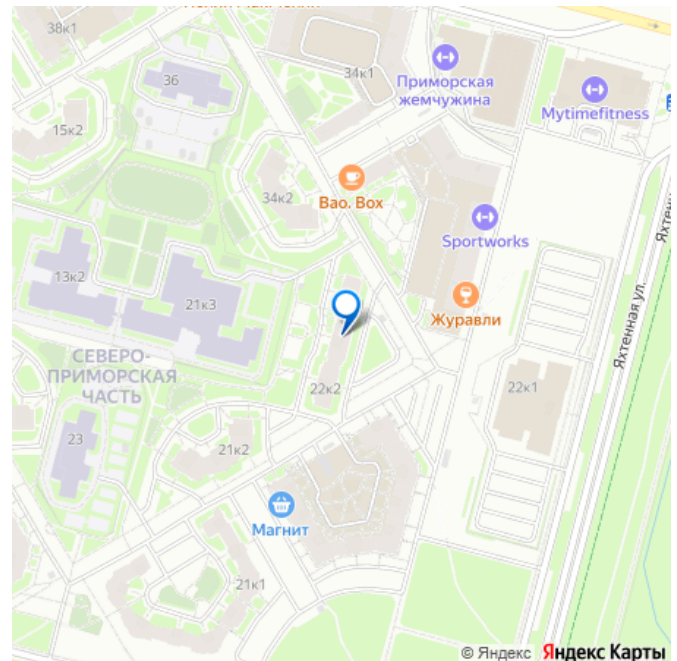 38к1
36
34к1
Приморская
жемчужина
Mytimefitness
15к2
34к2
Bao. Box
Sportworks
13к2
21к3
Журавли
Яхтенная ул.
СЕВЕРО-
ПРИМОРСКАЯ
ЧАСТЬ
22к2
22к1
23
21к2
Магнит
21к1
© Яндекс Яндекс Карты